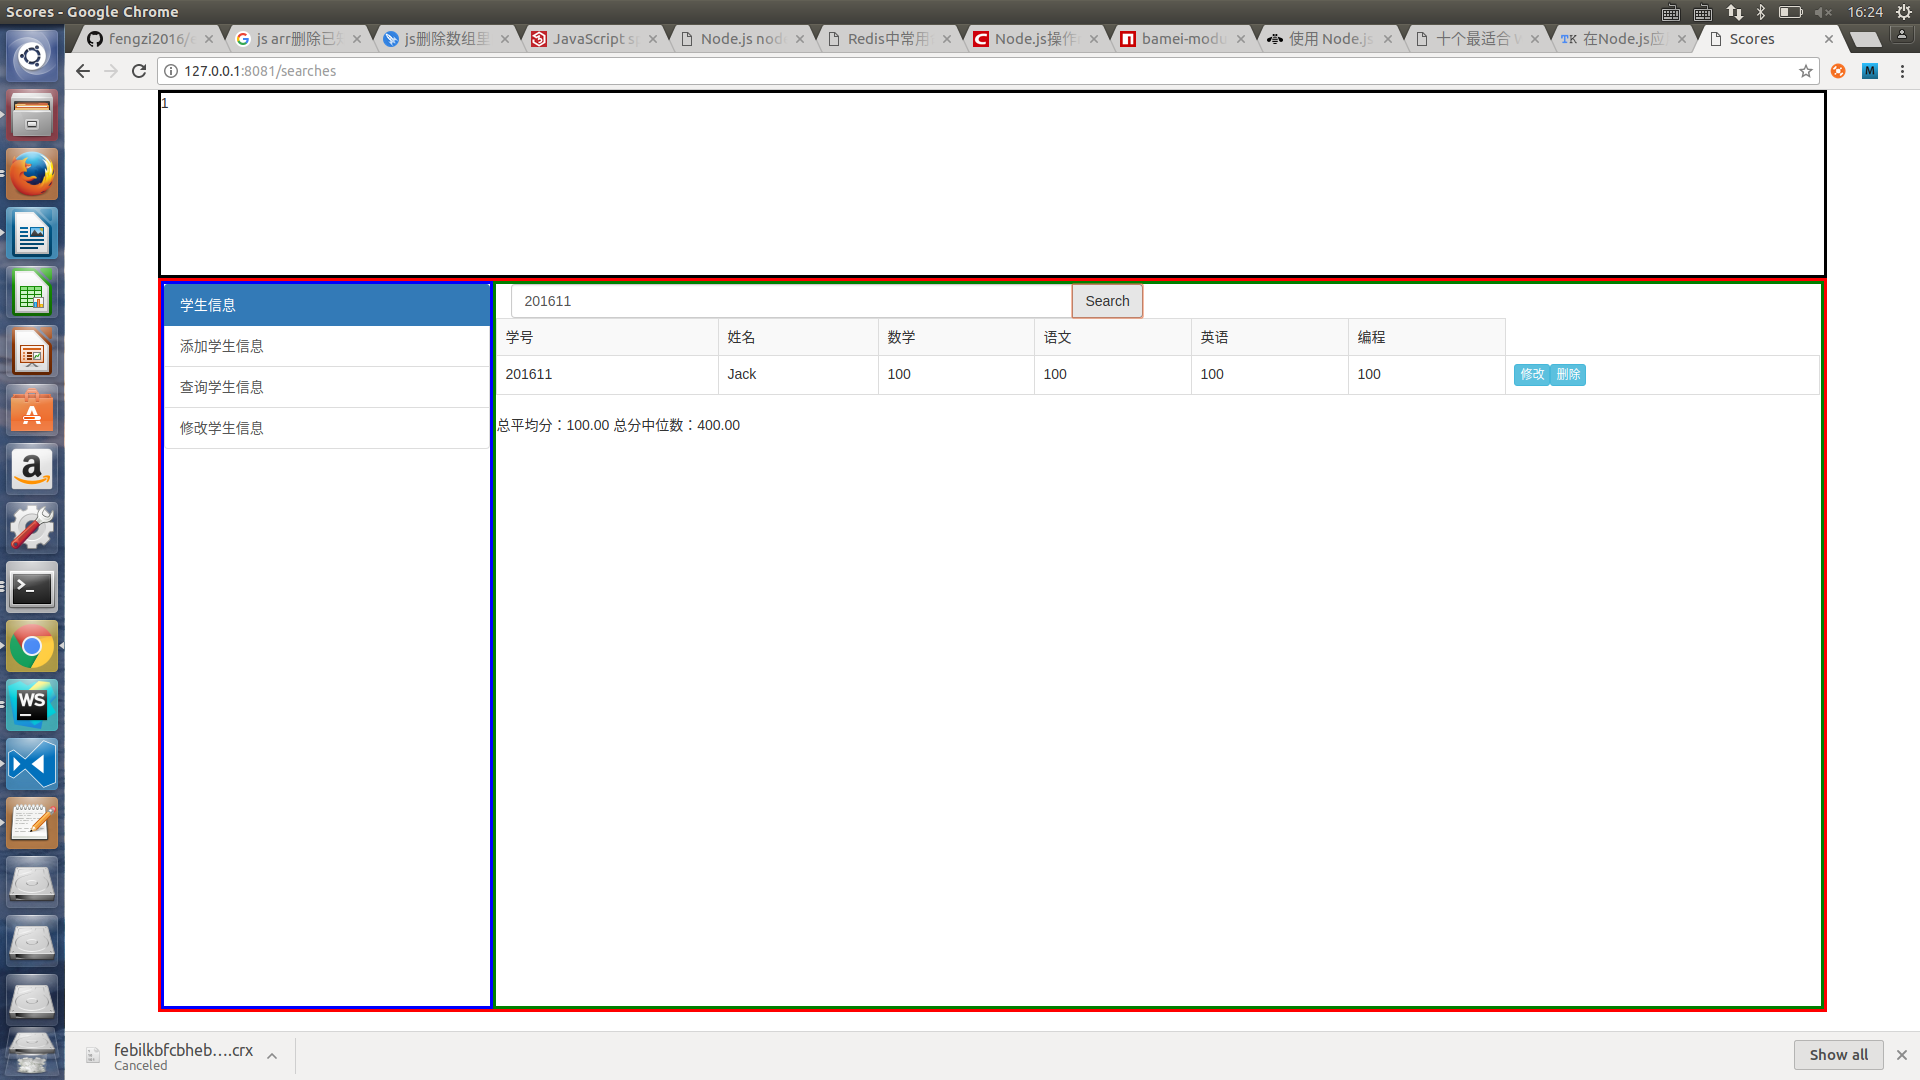 Scores - Google Chrome
16:24
fengzi2016/
js arr删除已
js删除数组里
JavaScript
Node.js
Redis中常用
Node.js操作
bamei-modu
使用 Node.js
十个最适合
TK 在Node.js应
Scores
127.0.0.1:8081/searches
M
1
学生信息
添加学生信息
查询学生信息
修改学生信息
201611
Search
学号 姓名 数学 语文 英语 编程
201611 Jack 100 100 100 100 修改 删除
总平均分：100.00 总分中位数：400.00
WS
febilkbfcbheb....crx
Canceled
Show all